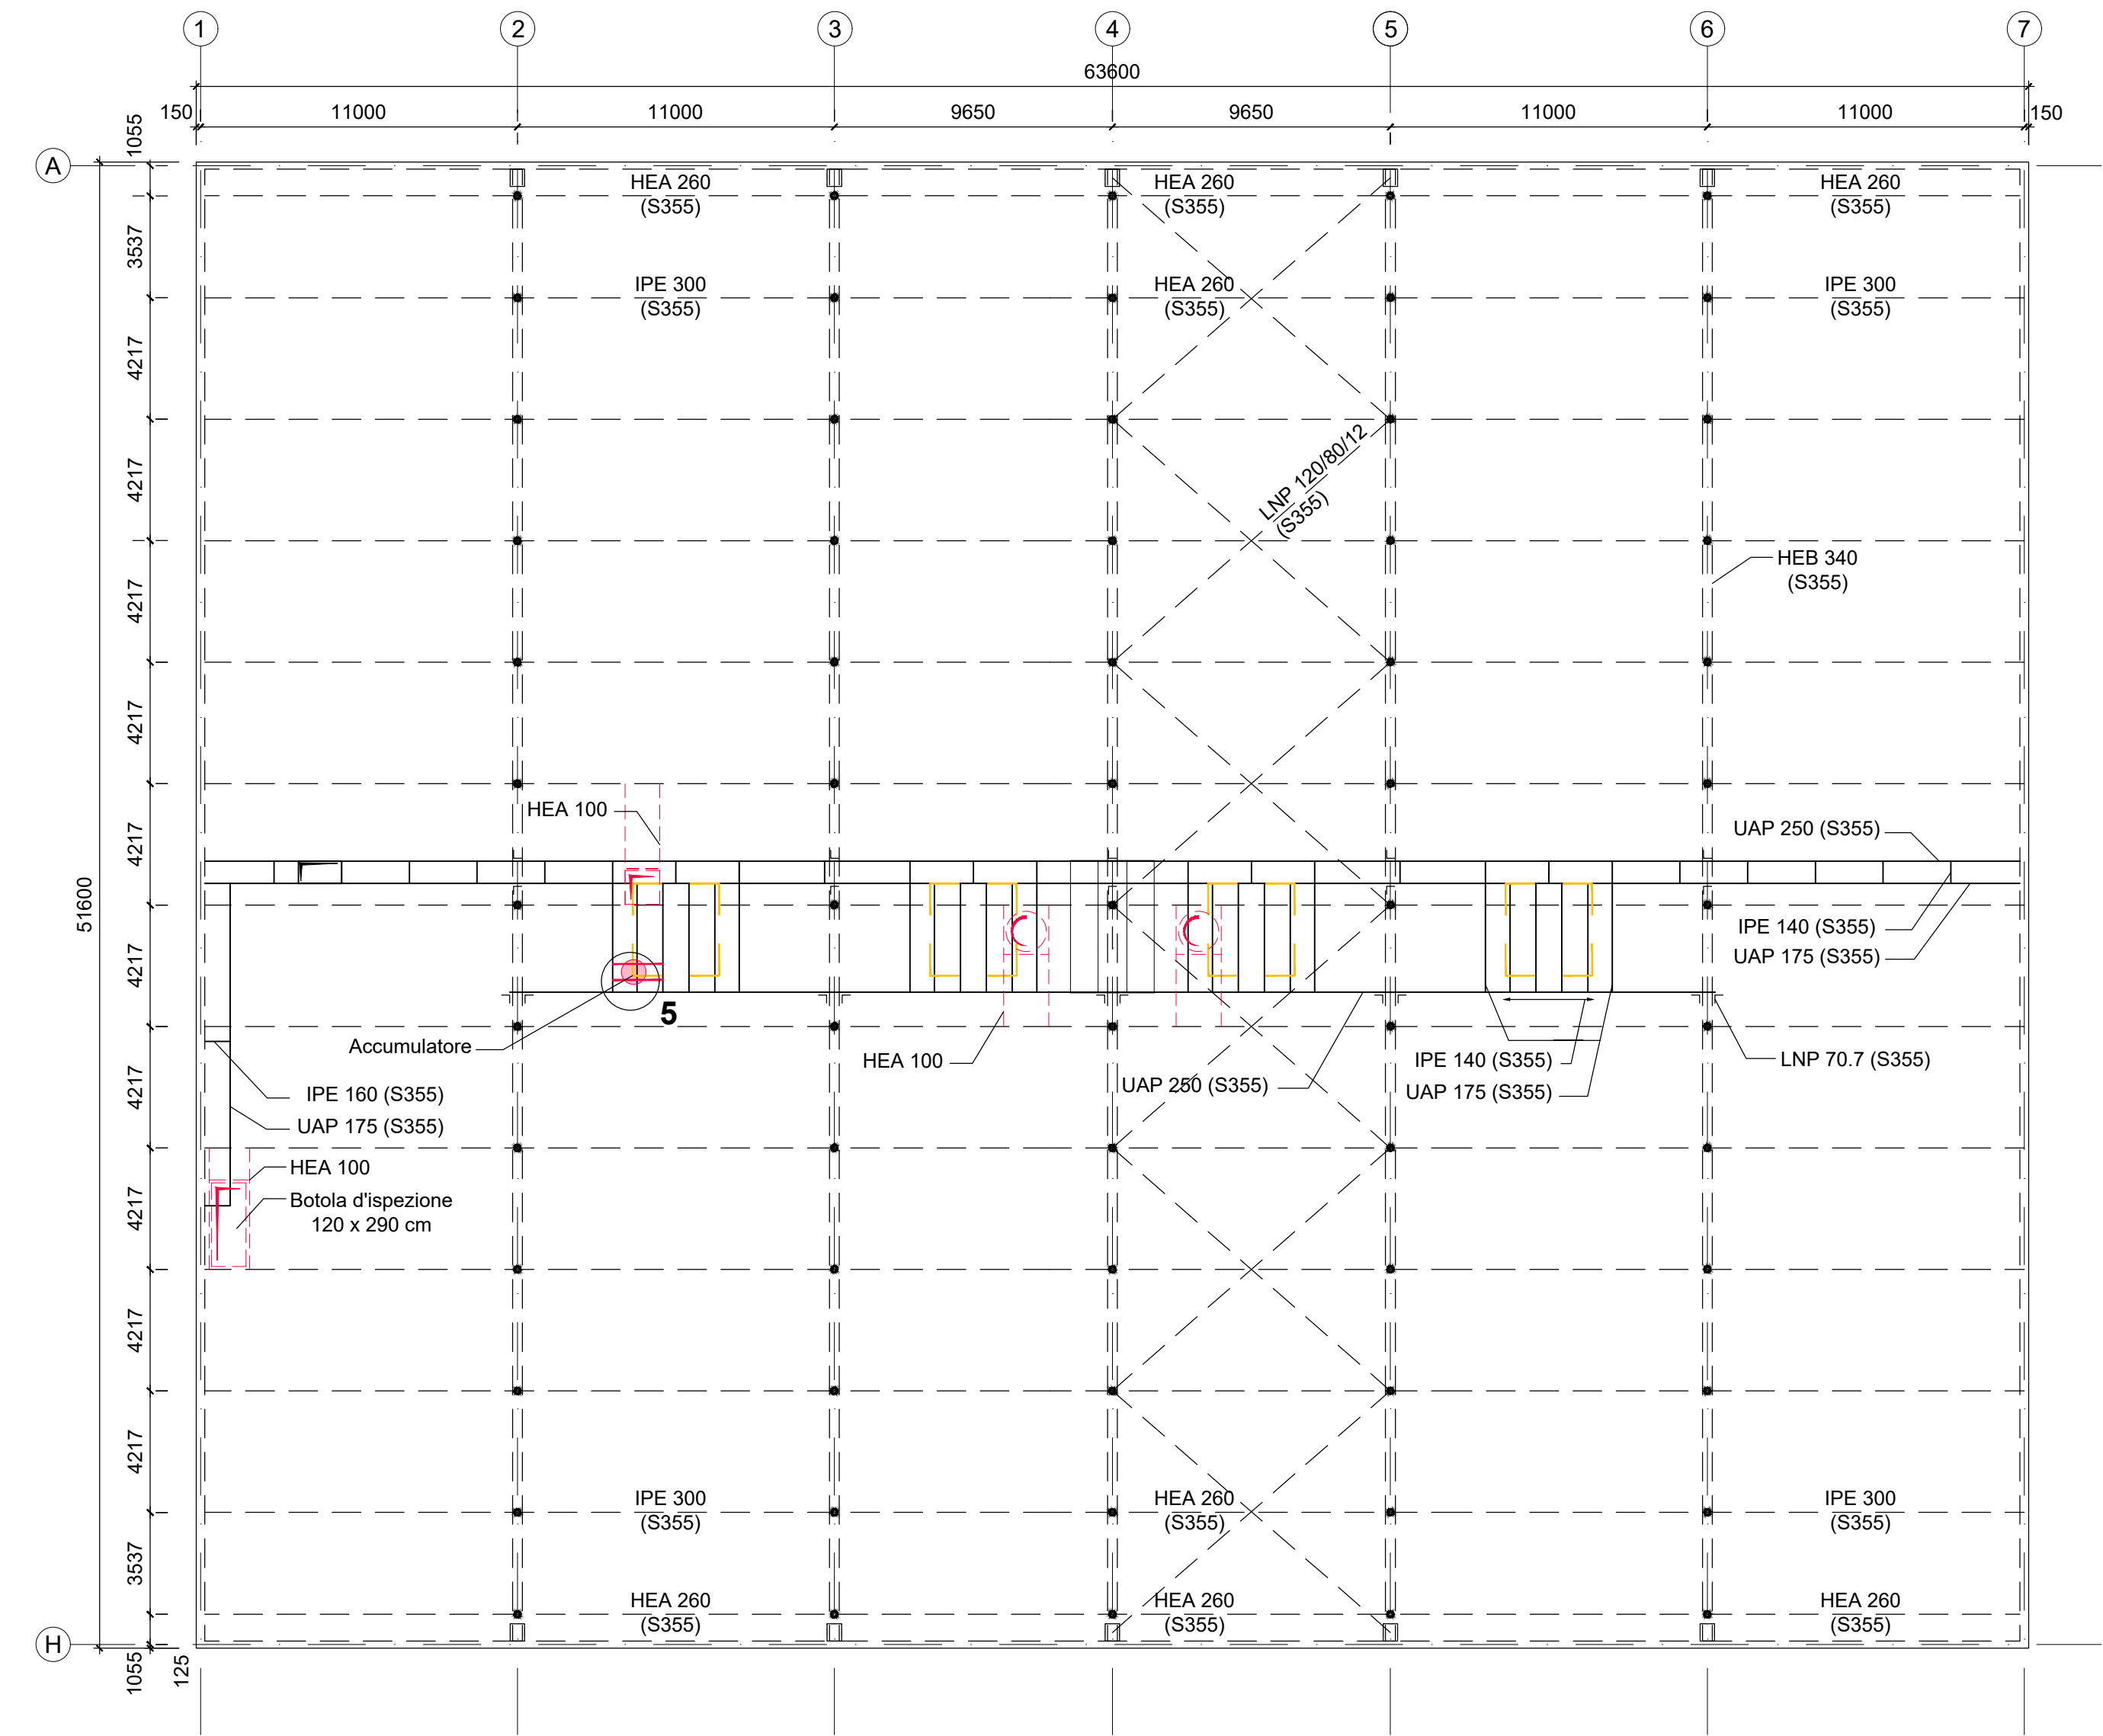 1 2 3 4 5 6 7
63600
150 11000 11000 9650 9650 11000 11000 150
1055
A
HEA 260 HEA 260 HEA 260
(S355) (S355) (S355)
3537
IPE 300 HEA 260 IPE 300
(S355) (S355) (S355)
4217
4217
LNP 120/80/12
(S355)
HEB 340
(S355)
4217
4217
HEA 100
UAP 250 (S355)
4217
51600
IPE 140 (S355)
UAP 175 (S355)
4217
5
Accumulatore
HEA 100
IPE 140 (S355)
LNP 70.7 (S355)
UAP 250 (S355)
UAP 175 (S355)
4217
IPE 160 (S355)
UAP 175 (S355)
HEA 100
Botola d'ispezione
120 x 290 cm
4217
4217
4217
IPE 300 HEA 260 IPE 300
(S355) (S355) (S355)
3537
HEA 260 HEA 260 HEA 260
(S355) (S355) (S355)
H
1055
125